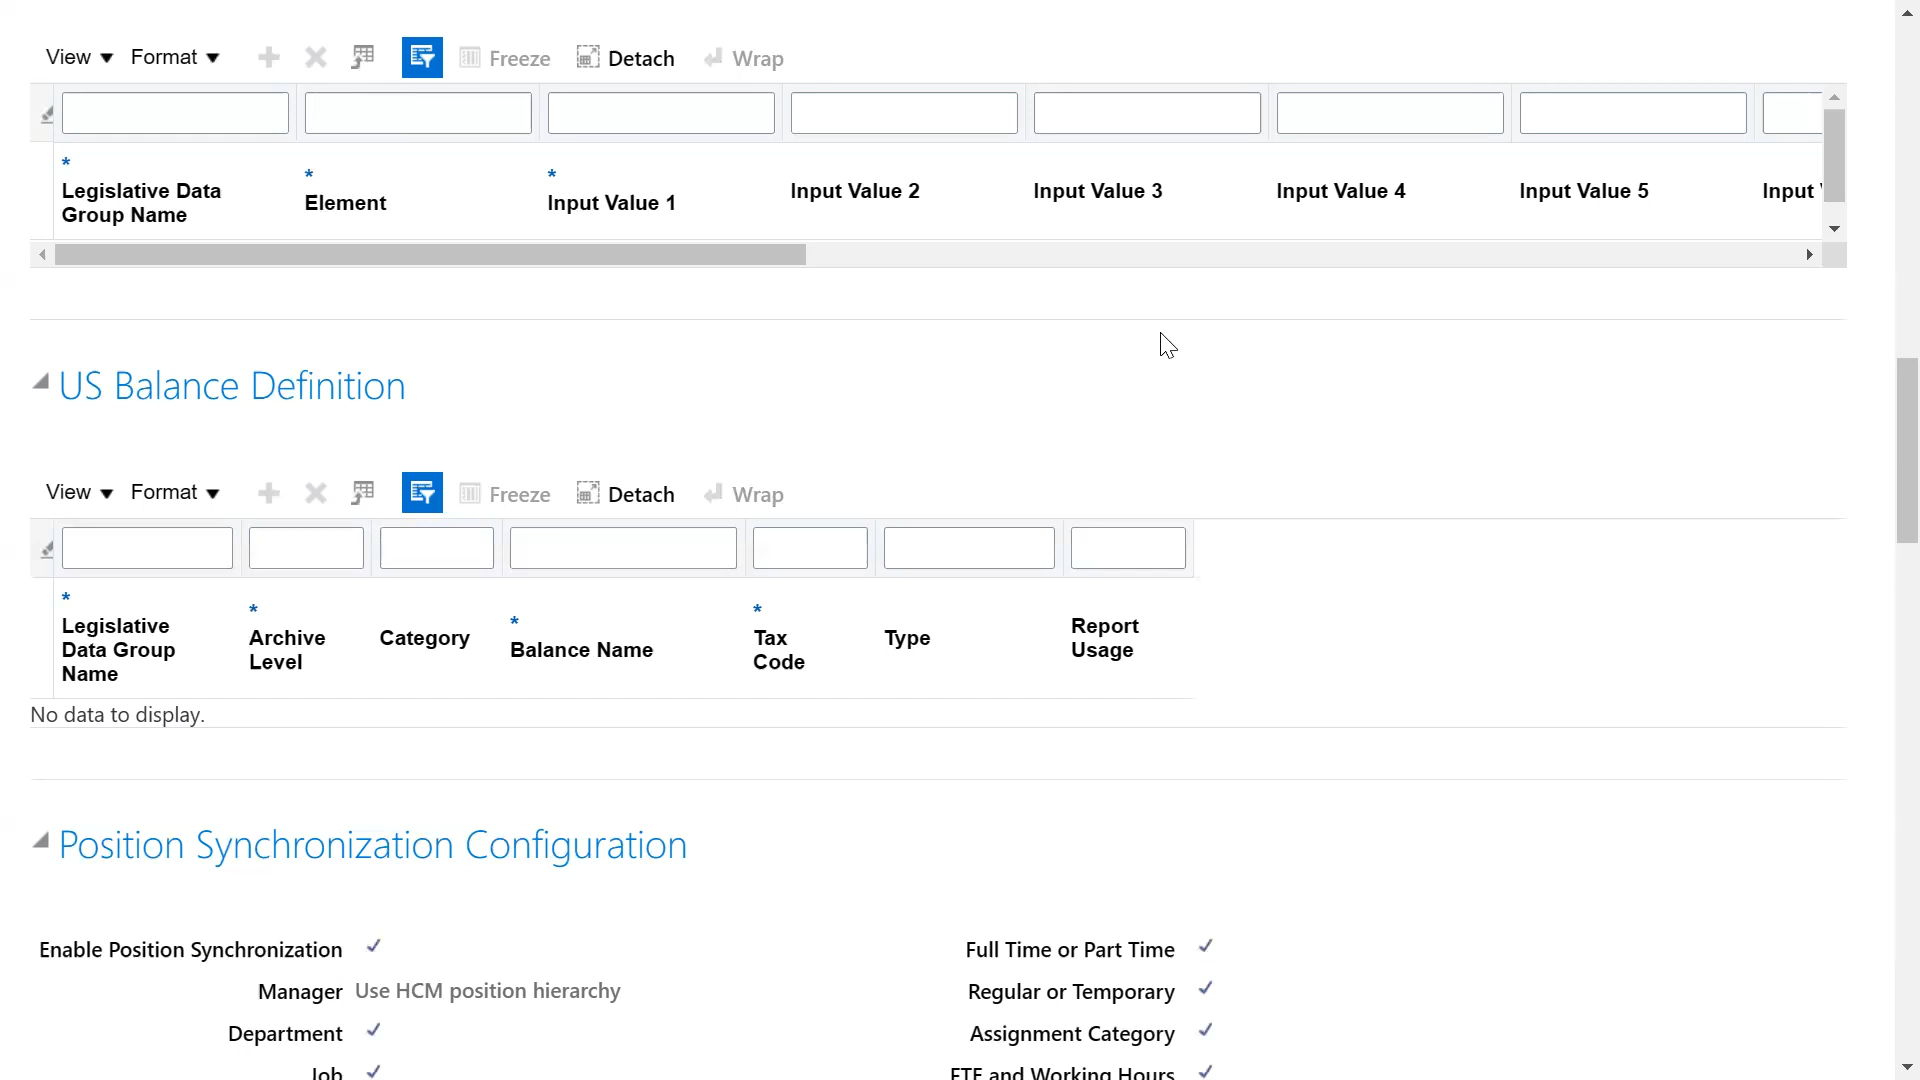 View Format Freeze Detach Wrap
* * *
Legislative Data Group Name Element Input Value 1 Input Value 2 Input Value 3 Input Value 4 Input Value 5 Input
US Balance Definition
View Format Freeze Detach Wrap
* * * *
Legislative Data Group Name Archive Level Category Balance Name Tax Code Type Report Usage
No data to display.
Position Synchronization Configuration
Enable Position Synchronization ✓ Full Time or Part Time ✓
Manager Use HCM position hierarchy Regular or Temporary ✓
Department ✓ Assignment Category ✓
Job ✓ FTE and Working Hours ✓